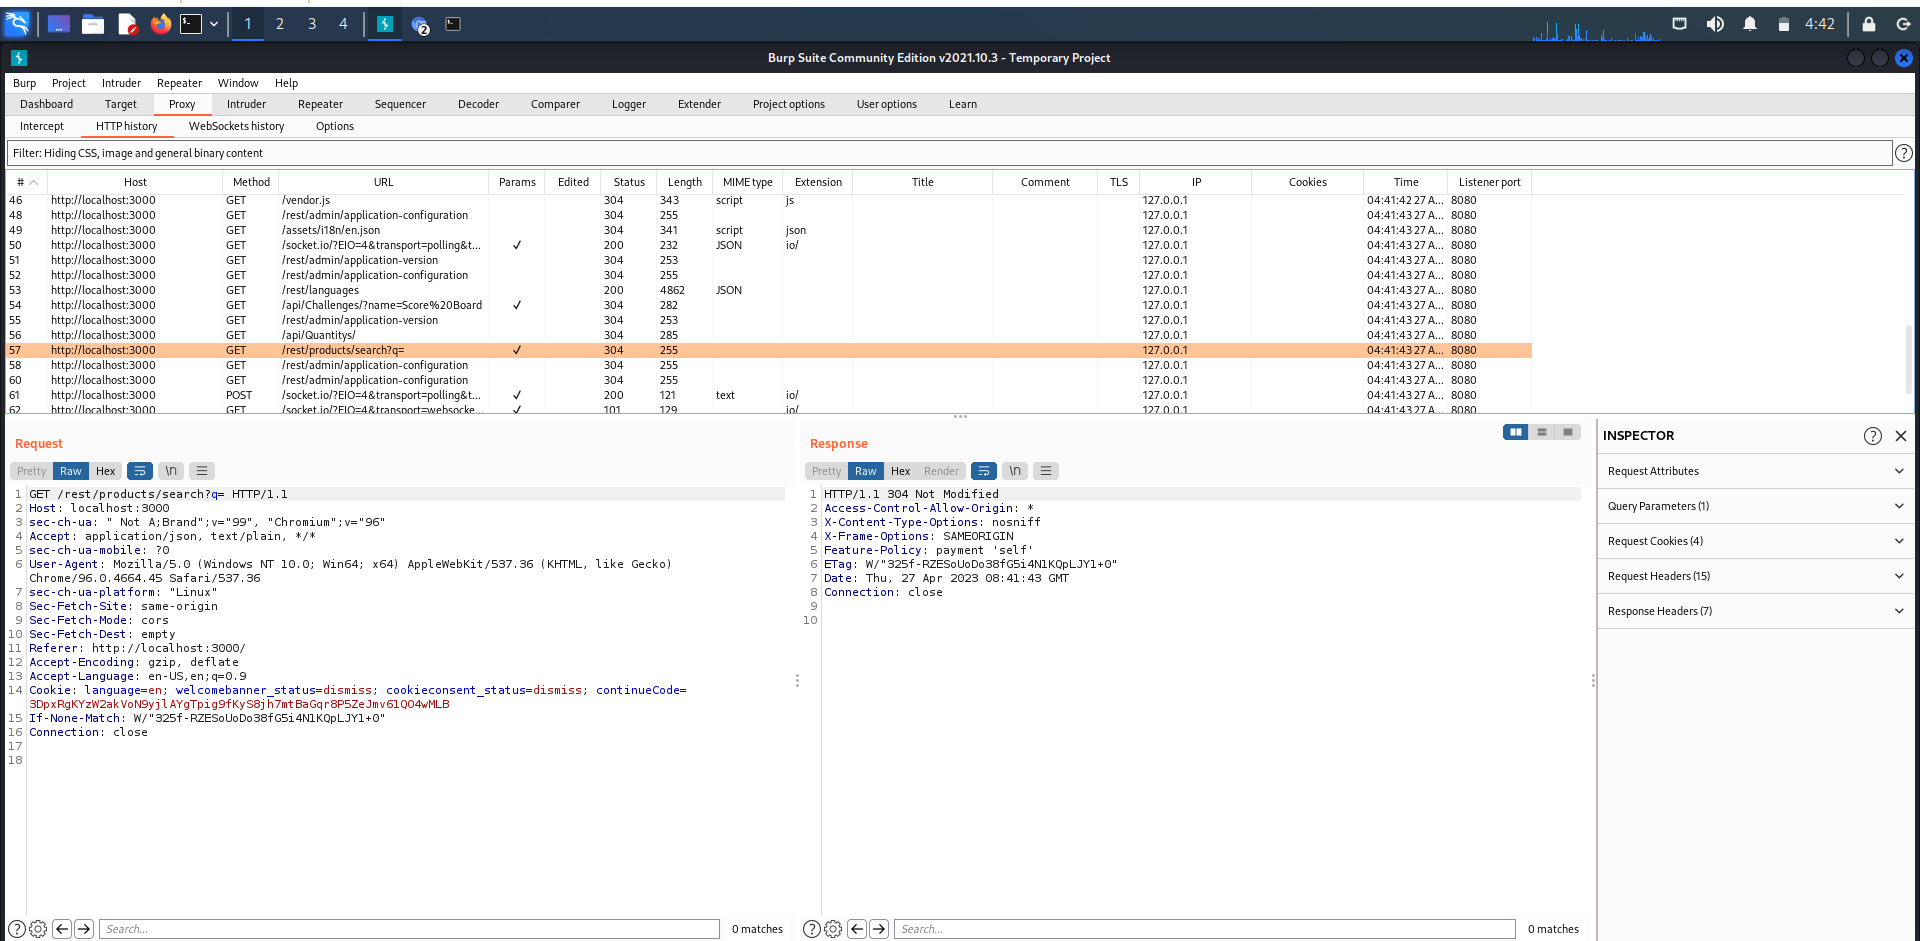 1 2 3 4 2 4:42
Burp Suite Community Edition v2021.10.3 - Temporary Project
Burp Project Intruder Repeater Window Help
Dashboard Target Proxy Intruder Repeater Sequencer Decoder Comparer Logger Extender Project options User options Learn
Intercept HTTP history WebSockets history Options
Filter: Hiding CSS, image and general binary content
# Host Method URL Params Edited Status Length MIME type Extension Title Comment TLS IP Cookies Time Listener port
46 http://localhost:3000 GET /vendor.js 304 343 script js 127.0.0.1 04:41:42 27 A... 8080
48 http://localhost:3000 GET /rest/admin/application-configuration 304 255 127.0.0.1 04:41:43 27 A... 8080
49 http://localhost:3000 GET /assets/i18n/en.json 304 341 script json 127.0.0.1 04:41:43 27 A... 8080
50 http://localhost:3000 GET /socket.io/?EIO=4&transport=polling&t... ✓ 200 232 JSON io/ 127.0.0.1 04:41:43 27 A... 8080
51 http://localhost:3000 GET /rest/admin/application-version 304 253 127.0.0.1 04:41:43 27 A... 8080
52 http://localhost:3000 GET /rest/admin/application-configuration 304 255 127.0.0.1 04:41:43 27 A... 8080
53 http://localhost:3000 GET /rest/languages 200 4862 JSON 127.0.0.1 04:41:43 27 A... 8080
54 http://localhost:3000 GET /api/Challenges/?name=Score%20Board ✓ 304 282 127.0.0.1 04:41:43 27 A... 8080
55 http://localhost:3000 GET /rest/admin/application-version 304 253 127.0.0.1 04:41:43 27 A... 8080
56 http://localhost:3000 GET /api/Quantitys/ 304 285 127.0.0.1 04:41:43 27 A... 8080
57 http://localhost:3000 GET /rest/products/search?q= ✓ 304 255 127.0.0.1 04:41:43 27 A... 8080
58 http://localhost:3000 GET /rest/admin/application-configuration 304 255 127.0.0.1 04:41:43 27 A... 8080
60 http://localhost:3000 GET /rest/admin/application-configuration 304 255 127.0.0.1 04:41:43 27 A... 8080
61 http://localhost:3000 POST /socket.io/?EIO=4&transport=polling&t... ✓ 200 121 text io/ 127.0.0.1 04:41:43 27 A... 8080
62 http://localhost:3000 GET /socket.io/?EIO=4&transport=websocke... ✓ 101 129 io/ 127.0.0.1 04:41:43 27 A... 8080
Request
Pretty Raw Hex \n
1 GET /rest/products/search?q= HTTP/1.1
2 Host: localhost:3000
3 sec-ch-ua: " Not A;Brand";v="99", "Chromium";v="96"
4 Accept: application/json, text/plain, */*
5 sec-ch-ua-mobile: ?0
6 User-Agent: Mozilla/5.0 (Windows NT 10.0; Win64; x64) AppleWebKit/537.36 (KHTML, like Gecko)
Chrome/96.0.4664.45 Safari/537.36
7 sec-ch-ua-platform: "Linux"
8 Sec-Fetch-Site: same-origin
9 Sec-Fetch-Mode: cors
10 Sec-Fetch-Dest: empty
11 Referer: http://localhost:3000/
12 Accept-Encoding: gzip, deflate
13 Accept-Language: en-US,en;q=0.9
14 Cookie: language=en; welcomebanner_status=dismiss; cookieconsent_status=dismiss; continueCode=
3DpxRgKYzW2akVoN9yjlAYgTpig9fKyS8jh7mtBaGqr8P5ZeJmv61QO4wMLB
15 If-None-Match: W/"325f-RZESoUoDo38fG5i4N1KQpLJY1+0"
16 Connection: close
17
18
Search... 0 matches
Response
Pretty Raw Hex Render \n
1 HTTP/1.1 304 Not Modified
2 Access-Control-Allow-Origin: *
3 X-Content-Type-Options: nosniff
4 X-Frame-Options: SAMEORIGIN
5 Feature-Policy: payment 'self'
6 ETag: W/"325f-RZESoUoDo38fG5i4N1KQpLJY1+0"
7 Date: Thu, 27 Apr 2023 08:41:43 GMT
8 Connection: close
9
10
Search... 0 matches
INSPECTOR
Request Attributes
Query Parameters (1)
Request Cookies (4)
Request Headers (15)
Response Headers (7)